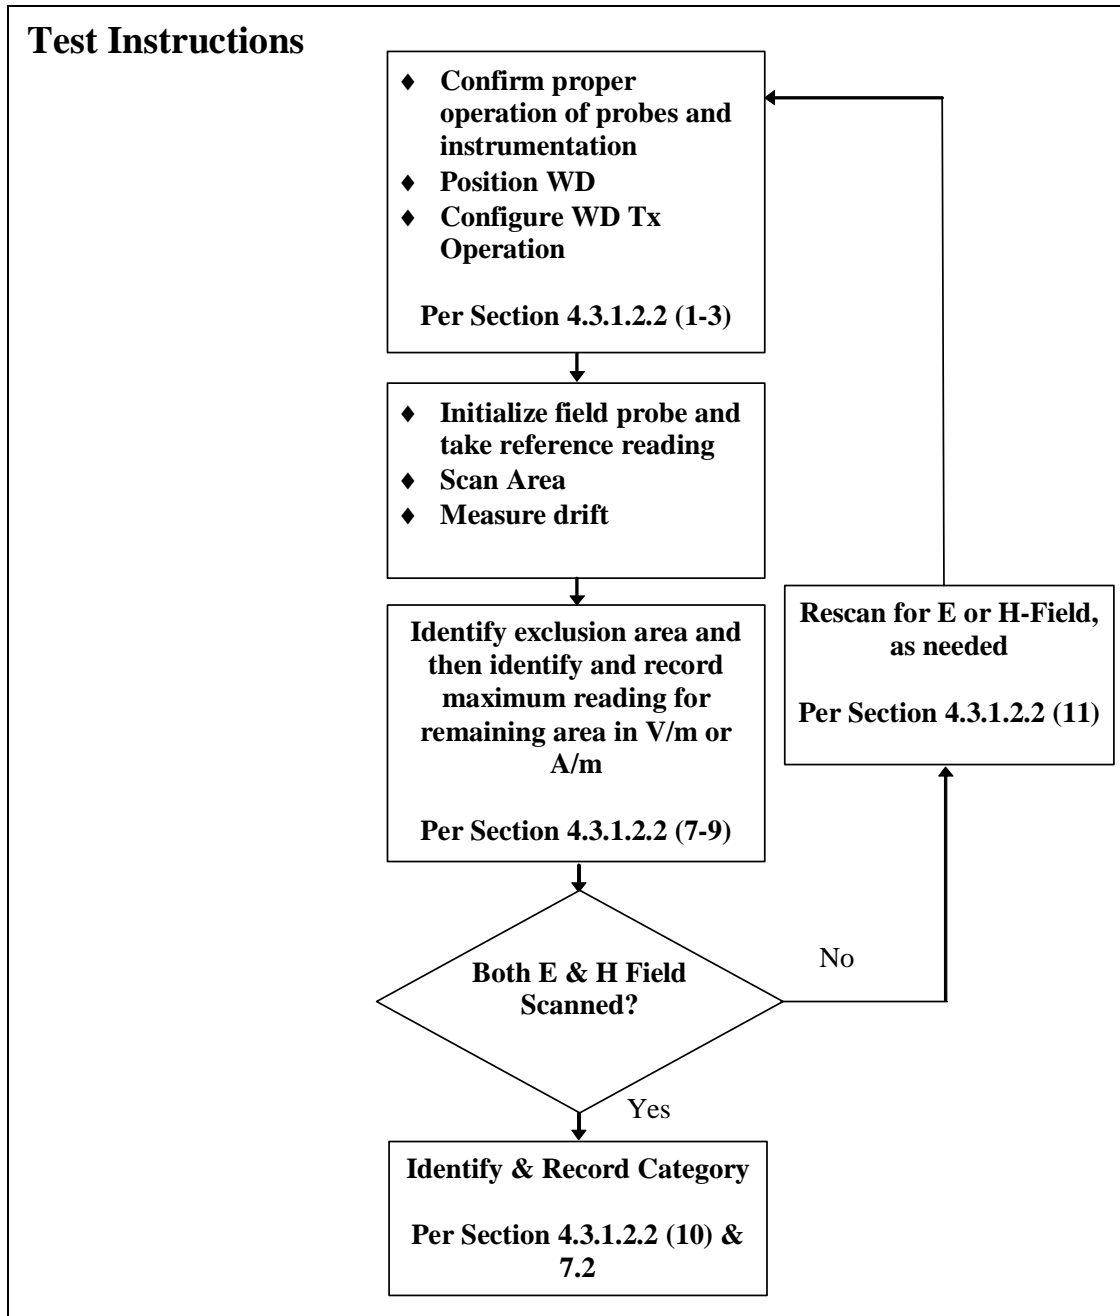 Test Instructions
♦ Confirm proper
operation of probes and
instrumentation
♦ Position WD
♦ Configure WD Tx
Operation
Per Section 4.3.1.2.2 (1-3)
♦ Initialize field probe and
take reference reading
♦ Scan Area
♦ Measure drift
Identify exclusion area and
then identify and record
maximum reading for
remaining area in V/m or
A/m
Per Section 4.3.1.2.2 (7-9)
Rescan for E or H-Field,
as needed
Per Section 4.3.1.2.2 (11)
Both E & H Field
Scanned?
No
Yes
Identify & Record Category
Per Section 4.3.1.2.2 (10) &
7.2